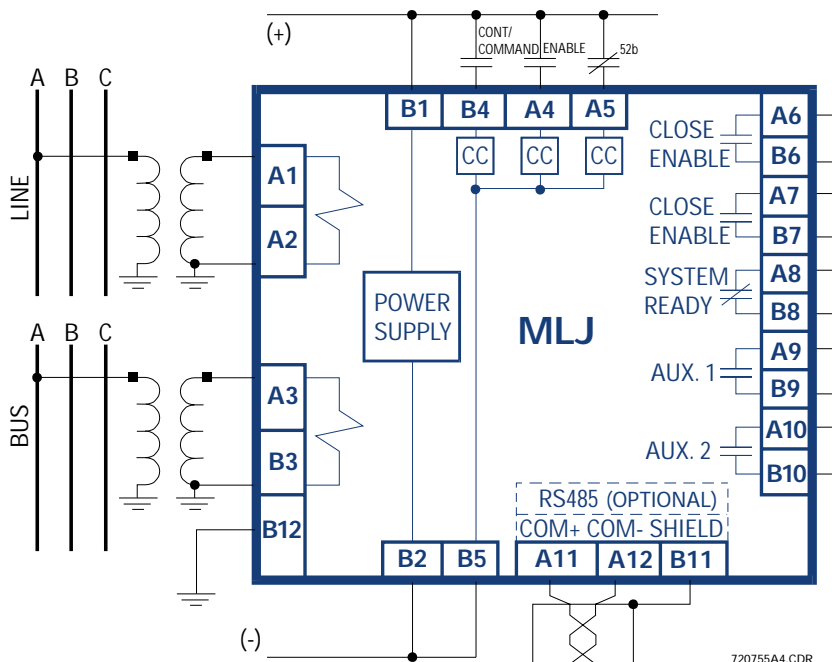 (+)
CONT/
COMMAND ENABLE
52b
A B C
LINE
B1 B4 A4 A5
CC CC CC
A1
A2
POWER
SUPPLY
MLJ
CLOSE
ENABLE
A6
B6
CLOSE
ENABLE
A7
B7
SYSTEM
READY
A8
B8
AUX. 1
A9
B9
AUX. 2
A10
B10
A B C
BUS
A3
B3
B12
RS485 (OPTIONAL)
COM+ COM- SHIELD
B2 B5 A11 A12 B11
(-)
720755A4.CDR